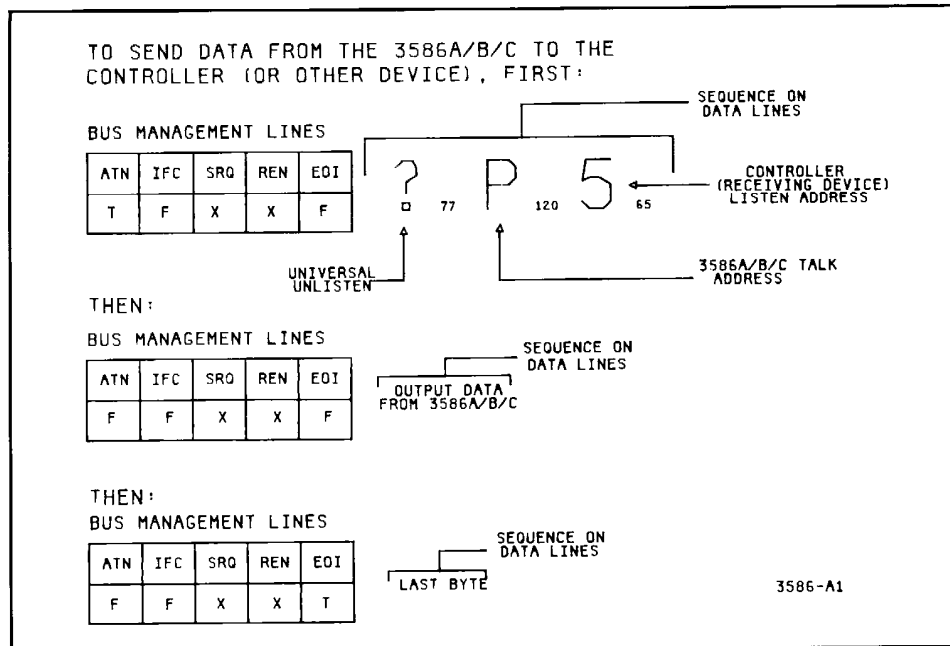 TO SEND DATA FROM THE 3586A/B/C TO THE
CONTROLLER (OR OTHER DEVICE), FIRST:
SEQUENCE ON
DATA LINES
BUS MANAGEMENT LINES
ATN IFC SRQ REN EOI
T F X X F
? 77 P 120 5 65
CONTROLLER
(RECEIVING DEVICE)
LISTEN ADDRESS
UNIVERSAL
UNLISTEN
3586A/B/C TALK
ADDRESS
THEN:
BUS MANAGEMENT LINES
ATN IFC SRQ REN EOI
F F X X F
SEQUENCE ON
DATA LINES
OUTPUT DATA
FROM 3586A/B/C
THEN:
BUS MANAGEMENT LINES
ATN IFC SRQ REN EOI
F F X X T
SEQUENCE ON
DATA LINES
LAST BYTE
3586-A1